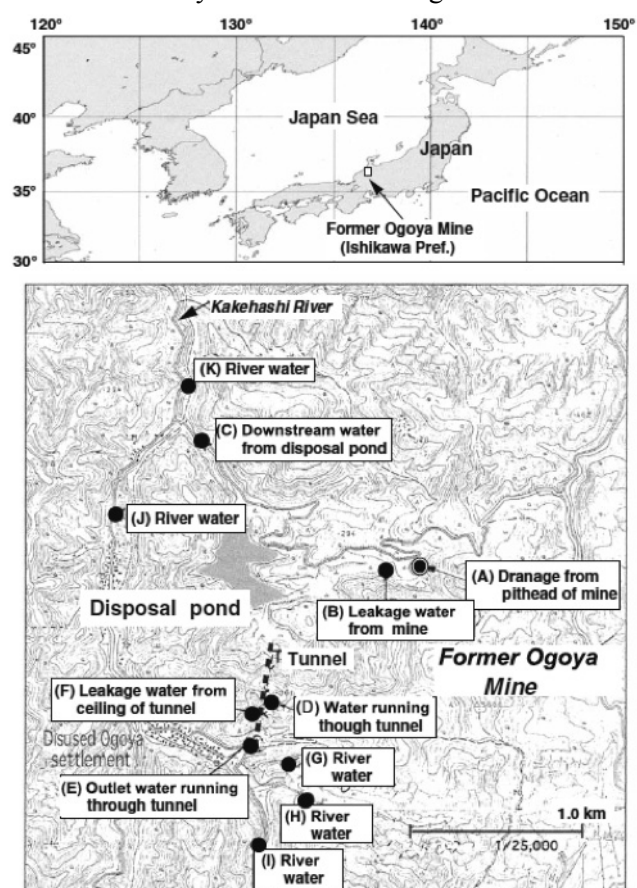 120°
130°
140°
150°
45°
40°
35°
30°
Japan Sea
Japan
Pacific Ocean
Former Ogoya Mine
(Ishikawa Pref.)
Kakehashi River
(K) River water
(C) Downstream water
from disposal pond
(J) River water
(A) Dranage from
pithead of mine
(B) Leakage water
from mine
Disposal pond
Tunnel
Former Ogoya
Mine
(F) Leakage water from
ceiling of tunnel
(D) Water running
though tunnel
Disused Ogoya
settlement
(G) River
water
(E) Outlet water running
through tunnel
(H) River
water
1.0 km
1/25,000
(I) River
water